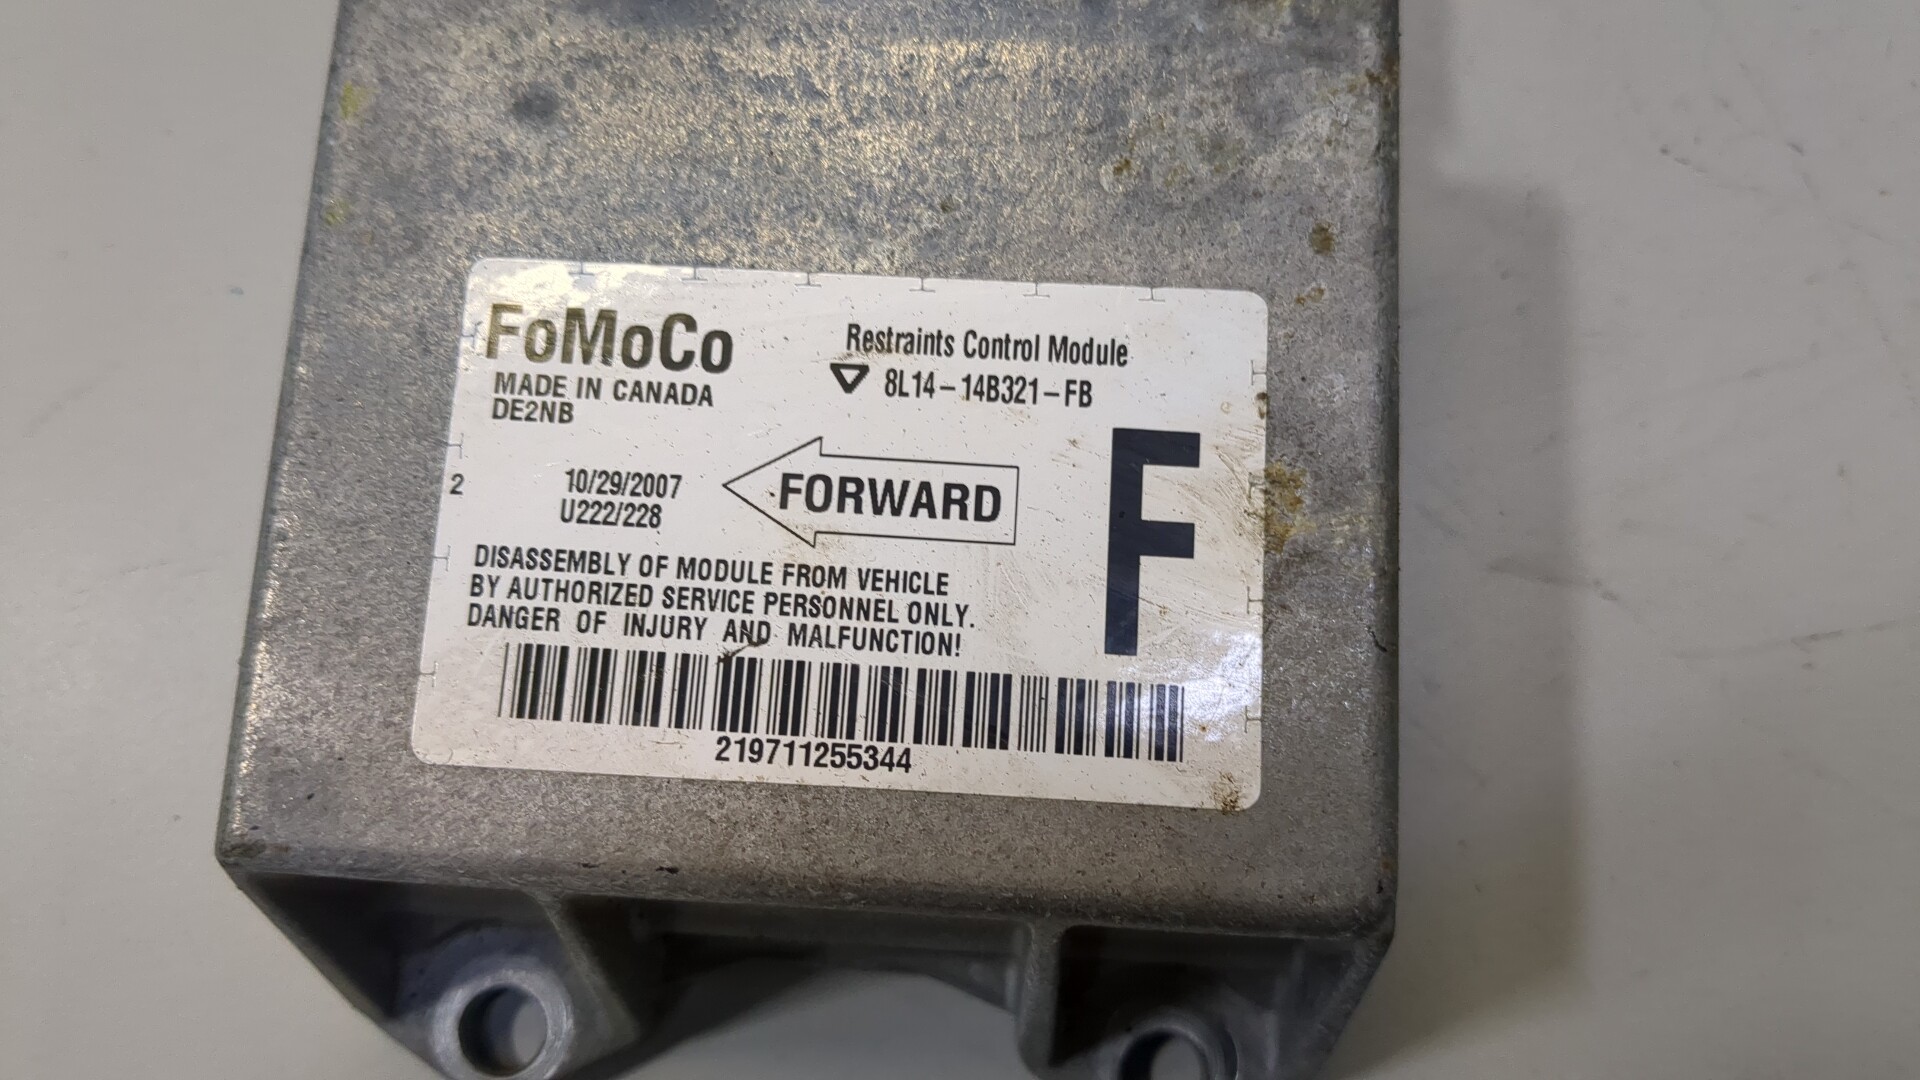 FoMoCo
MADE IN CANADA
DE2NB
Restraints Control Module
8L14-14B321-FB
F
2
10/29/2007
U222/228
FORWARD
DISASSEMBLY OF MODULE FROM VEHICLE
BY AUTHORIZED SERVICE PERSONNEL ONLY.
DANGER OF INJURY AND MALFUNCTION!
219711255344